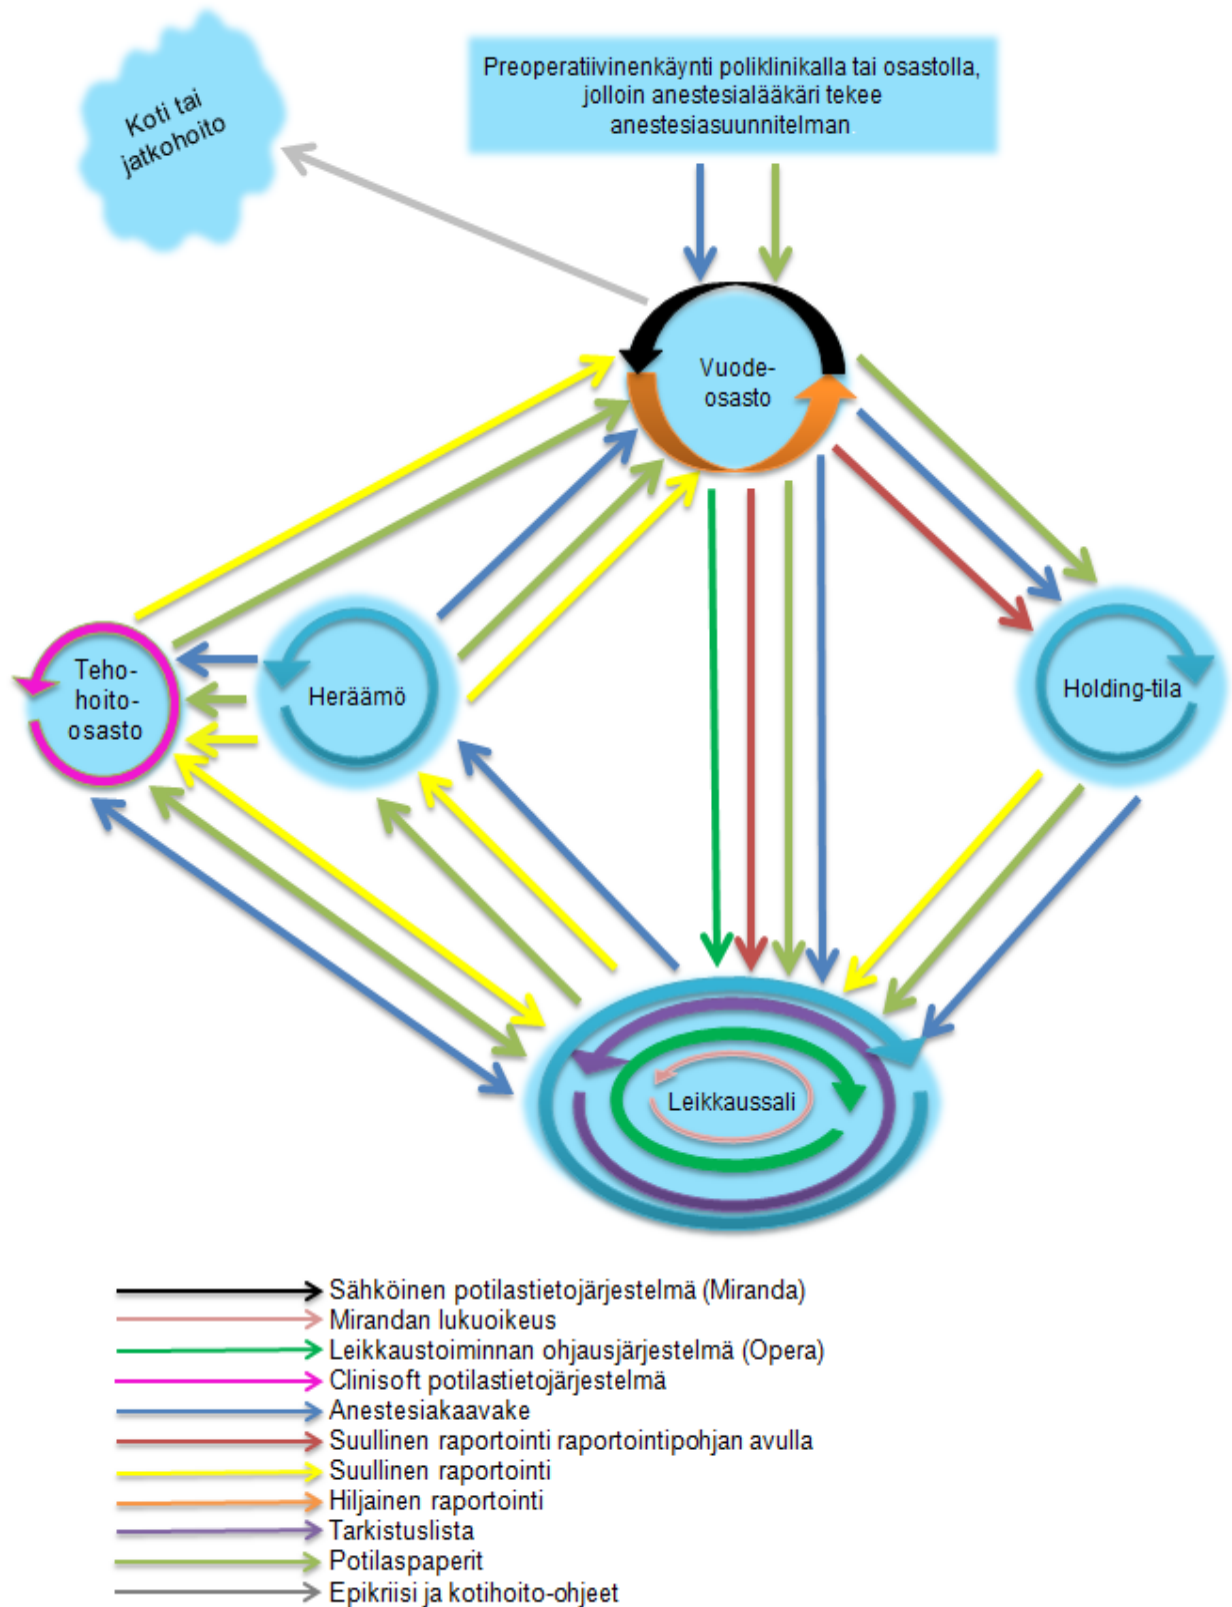 Koti tai
jatkohoito
Preoperatiivinenkäynti poliklinikalla tai osastolla,
jolloin anestesialääkäri tekee
anestesiasuunnitelman
Vuode-
osasto
Teho-
hoito-
osasto
Heräämö
Holding-tila
Leikkaussali
Sähköinen potilastietojärjestelmä (Miranda)
Mirandan lukuoikeus
Leikkaustoiminnan ohjausjärjestelmä (Opera)
Clinisoft potilastietojärjestelmä
Anestesiakaavake
Suullinen raportointi raportointipohjan avulla
Suullinen raportointi
Hiljainen raportointi
Tarkistuslista
Potilaspaperit
Epikriisi ja kotihoito-ohjeet